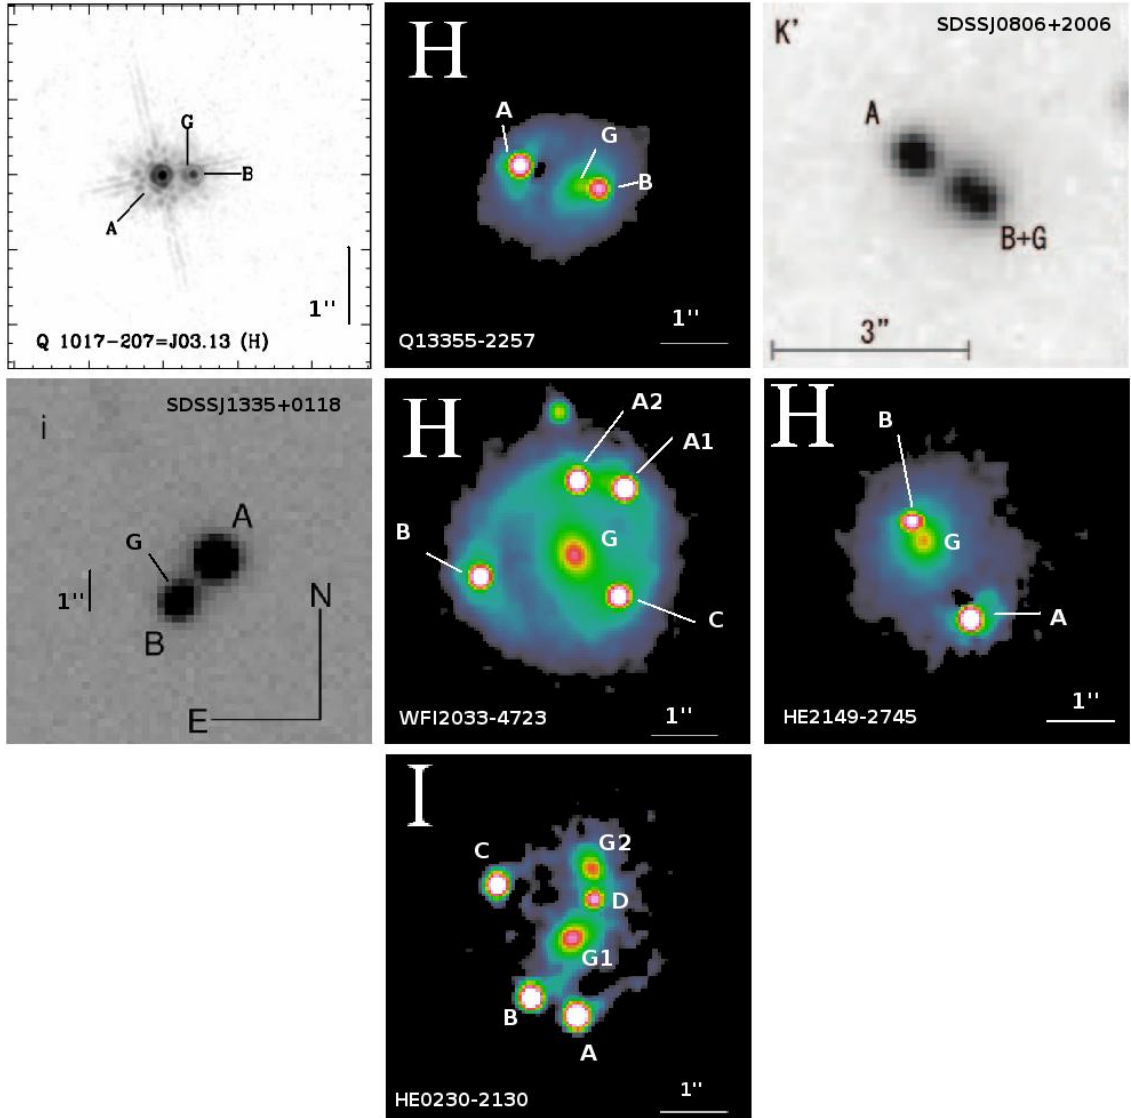 G
B
A
1''
Q 1017-207=J03.13 (H)
H
A
G
B
1''
Q13355-2257
K'
SDSSJ0806+2006
A
B+G
3''
i
SDSSJ1335+0118
A
G
1''
B
N
E
H
A2
A1
B
G
C
WFI2033-4723
1''
H
B
G
A
HE2149-2745
1''
I
C
G2
D
G1
B
A
HE0230-2130
1''